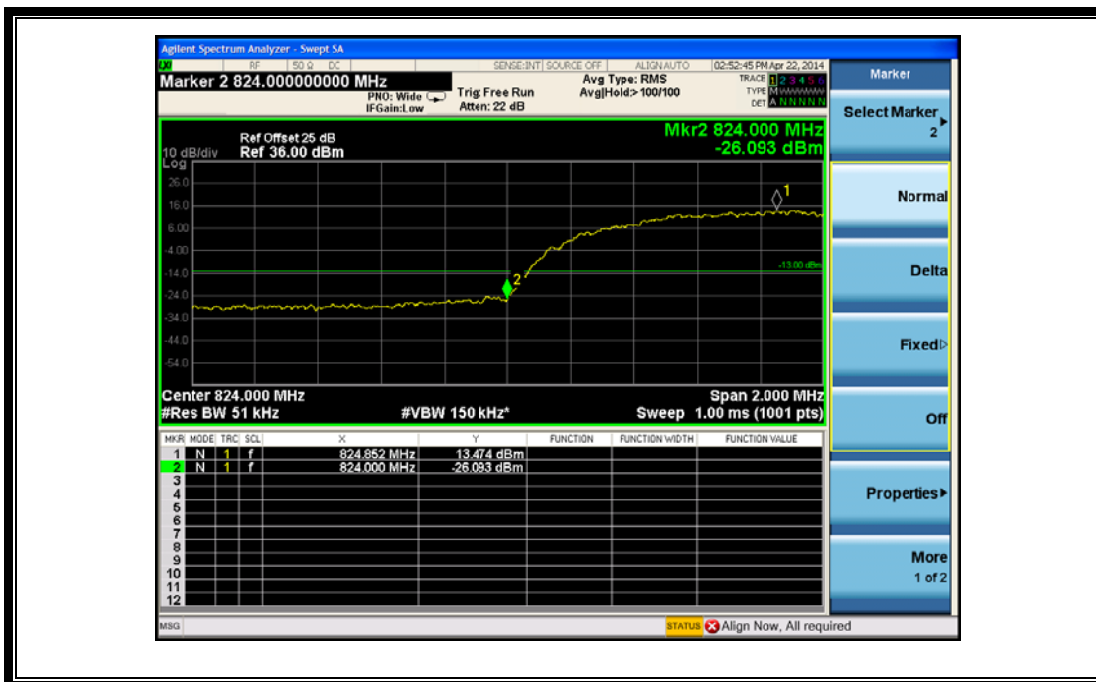 Agilent Spectrum Analyzer - Swept SA
LXI RF 50 Ω DC SENSE:INT SOURCE OFF ALIGN AUTO 02:52:45 PM Apr 22, 2014
Marker 2 824.000000000 MHz
PNO: Wide
IFGain:Low
Trig Free Run
Atten: 22 dB
Avg Type: RMS
Avg|Hold:> 100/100
TRACE 1 2 3 4 5 6
TYPE M
DET A N N N N N
Ref Offset 25 dB
10 dB/div Ref 36.00 dBm
Log
Mkr2 824.000 MHz
-26.093 dBm
26.0
16.0
6.00
-4.00
-14.0
-24.0
-34.0
-44.0
-54.0
1
-13.00 dBm
2
Center 824.000 MHz Span 2.000 MHz
#Res BW 51 kHz #VBW 150 kHz* Sweep 1.00 ms (1001 pts)
MKR MODE TRC SCL X Y FUNCTION FUNCTION WIDTH FUNCTION VALUE
1 N 1 f 824.852 MHz 13.474 dBm
2 N 1 f 824.000 MHz -26.093 dBm
3
4
5
6
7
8
9
10
11
12
MSG STATUS Align Now, All required
Marker
Select Marker
2
Normal
Delta
Fixed
Off
Properties
More
1 of 2